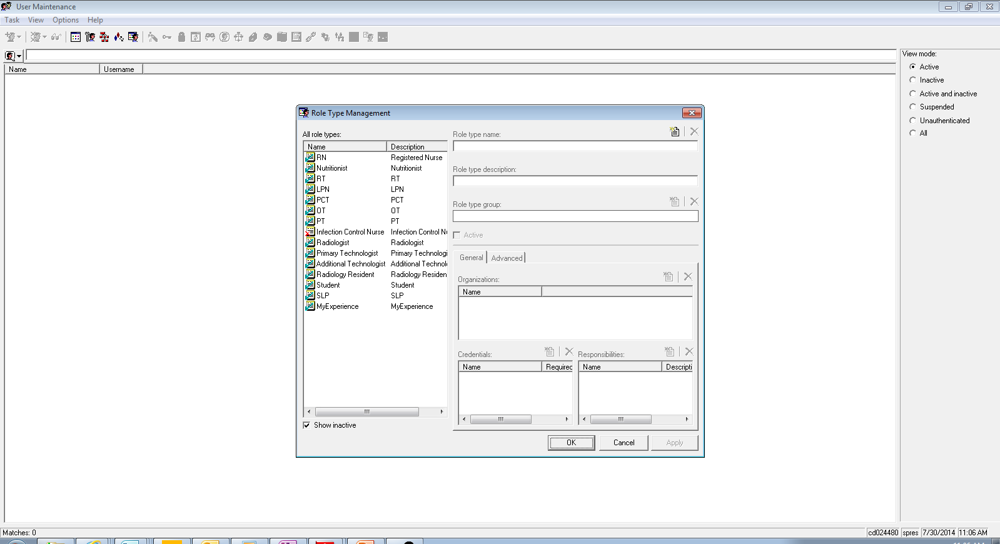 User Maintenance
Task View Options Help
Name Username
View mode:
Active
Inactive
Active and inactive
Suspended
Unauthenticated
All
Role Type Management
All role types:
Name Description
RN Registered Nurse
Nutritionist Nutritionist
RT RT
LPN LPN
PCT PCT
OT OT
PT PT
Infection Control Nurse Infection Control Nu
Radiologist Radiologist
Primary Technologist Primary Technologi
Additional Technologist Additional Technol
Radiology Resident Radiology Residen
Student Student
SLP SLP
MyExperience MyExperience
Show inactive
Role type name:
Role type description:
Role type group:
Active
General Advanced
Organizations:
Name
Credentials:
Name Required
Responsibilities:
Name Descripti
OK Cancel Apply
Matches: 0
cd024480 spres 7/30/2014 11:06 AM